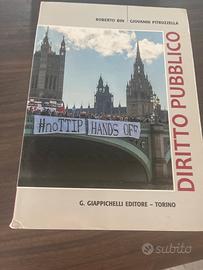 ROBERTO BIN   GIOVANNI PITRUZZELLA
DIRITTO PUBBLICO
#noTTIP HANDS OFF
G. GIAPPICHELLI EDITORE – TORINO
subito